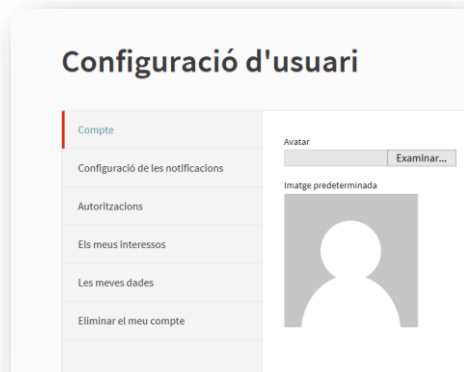 Configuració d'usuari
Compte
Configuració de les notificacions
Autoritzacions
Els meus interessos
Les meves dades
Eliminar el meu compte
Avatar
Examinar...
Imatge predeterminada